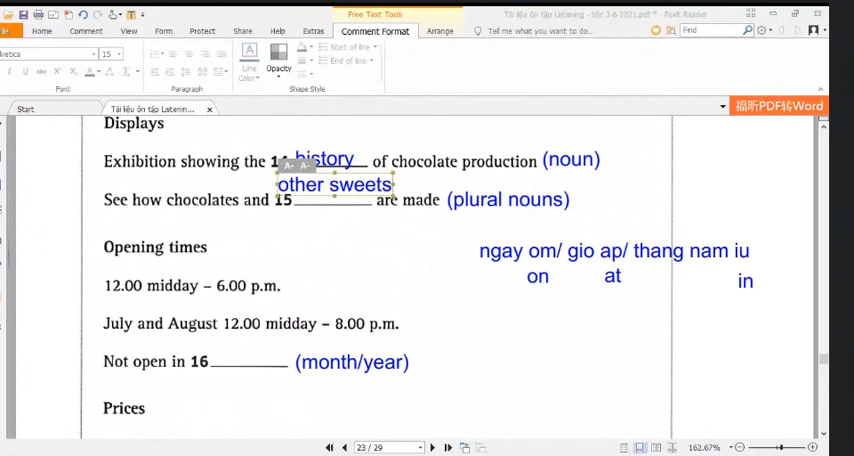 Free Text Tools
Tài liệu ôn tập Listening - bậc 3-6-2021.pdf * - Foxit Reader
File Home Comment View Form Protect Share Help Extras Comment Format Arrange Tell me what you want to do.. Find
Helvetica 15
Line Color Opacity Start of line
End of line
Font Paragraph Shape Style
Start Tài liệu ôn tập Listenin... 福昕PDF转Word
Displays
Exhibition showing the 14 history of chocolate production (noun)
A- A-
other sweets
See how chocolates and 15 ________ are made (plural nouns)
Opening times
ngay om/ gio ap/ thang nam iu
on at in
12.00 midday – 6.00 p.m.
July and August 12.00 midday – 8.00 p.m.
Not open in 16 ________ (month/year)
Prices
23 / 29 162.67%